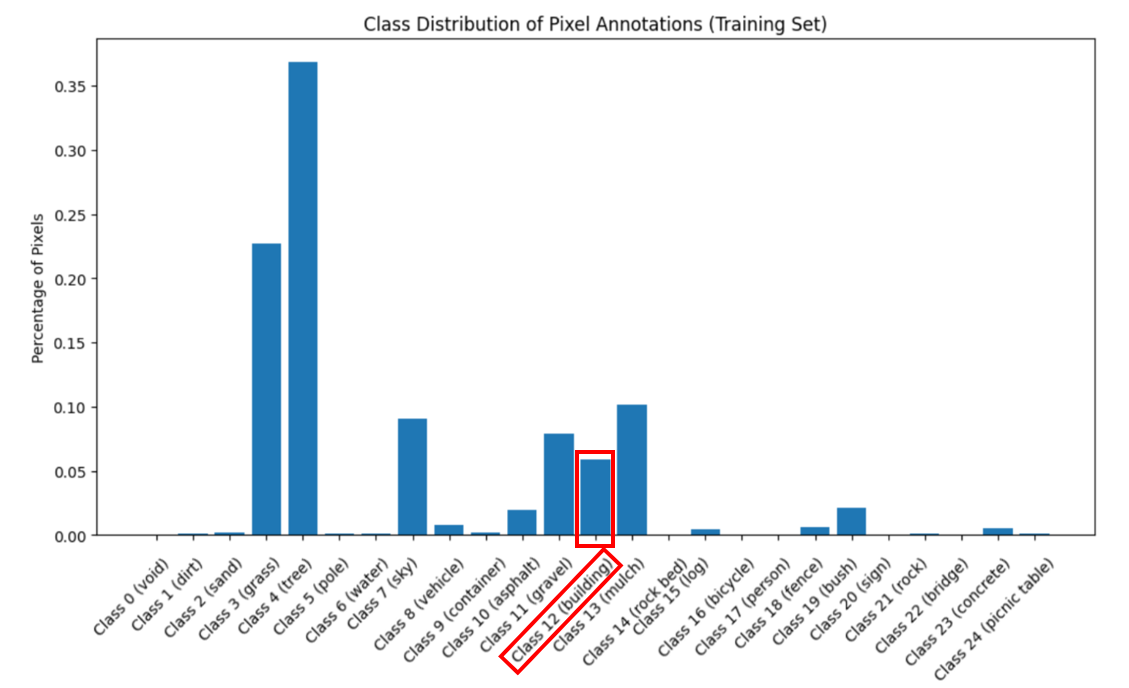 Class Distribution of Pixel Annotations (Training Set)
Percentage of Pixels
0.35
0.30
0.25
0.20
0.15
0.10
0.05
0.00
Class 0 (void)
Class 1 (dirt)
Class 2 (sand)
Class 3 (grass)
Class 4 (tree)
Class 5 (pole)
Class 6 (water)
Class 7 (sky)
Class 8 (vehicle)
Class 9 (container)
Class 10 (asphalt)
Class 11 (gravel)
Class 12 (building)
Class 13 (mulch)
Class 14 (rock bed)
Class 15 (log)
Class 16 (bicycle)
Class 17 (person)
Class 18 (fence)
Class 19 (bush)
Class 20 (sign)
Class 21 (rock)
Class 22 (bridge)
Class 23 (concrete)
Class 24 (picnic table)